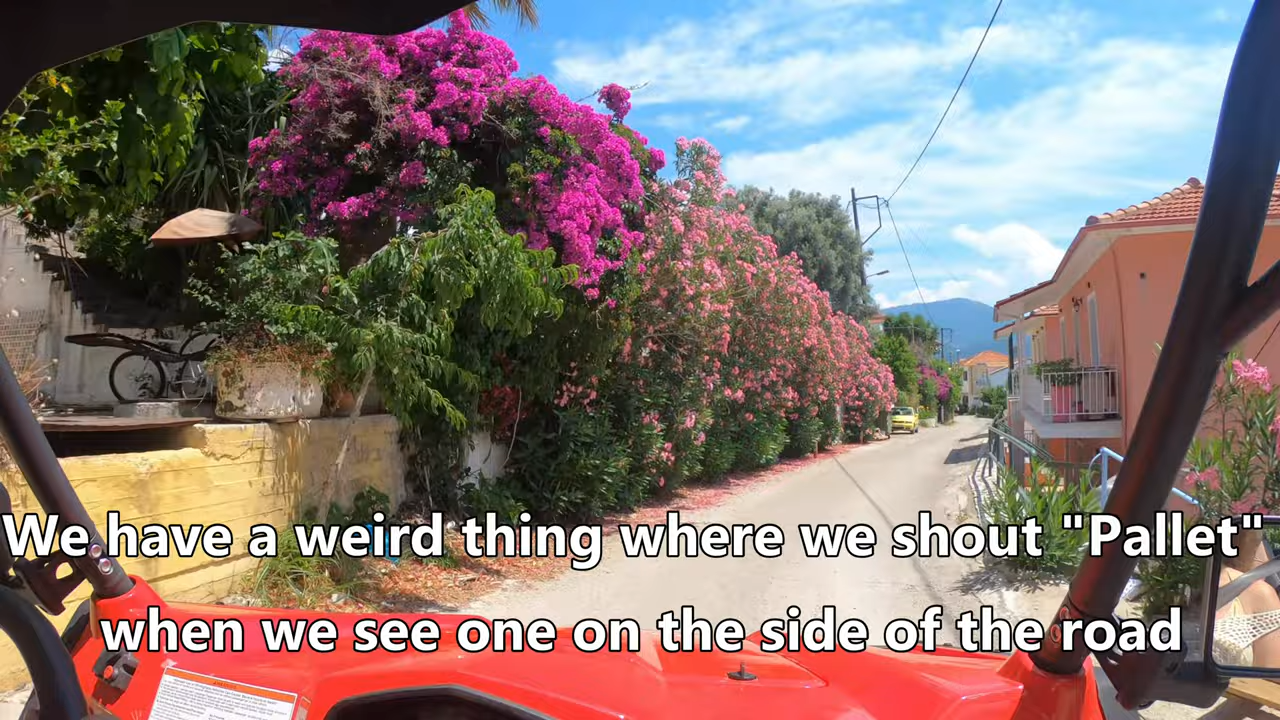 We have a weird thing where we shout "Pallet"
when we see one on the side of the road